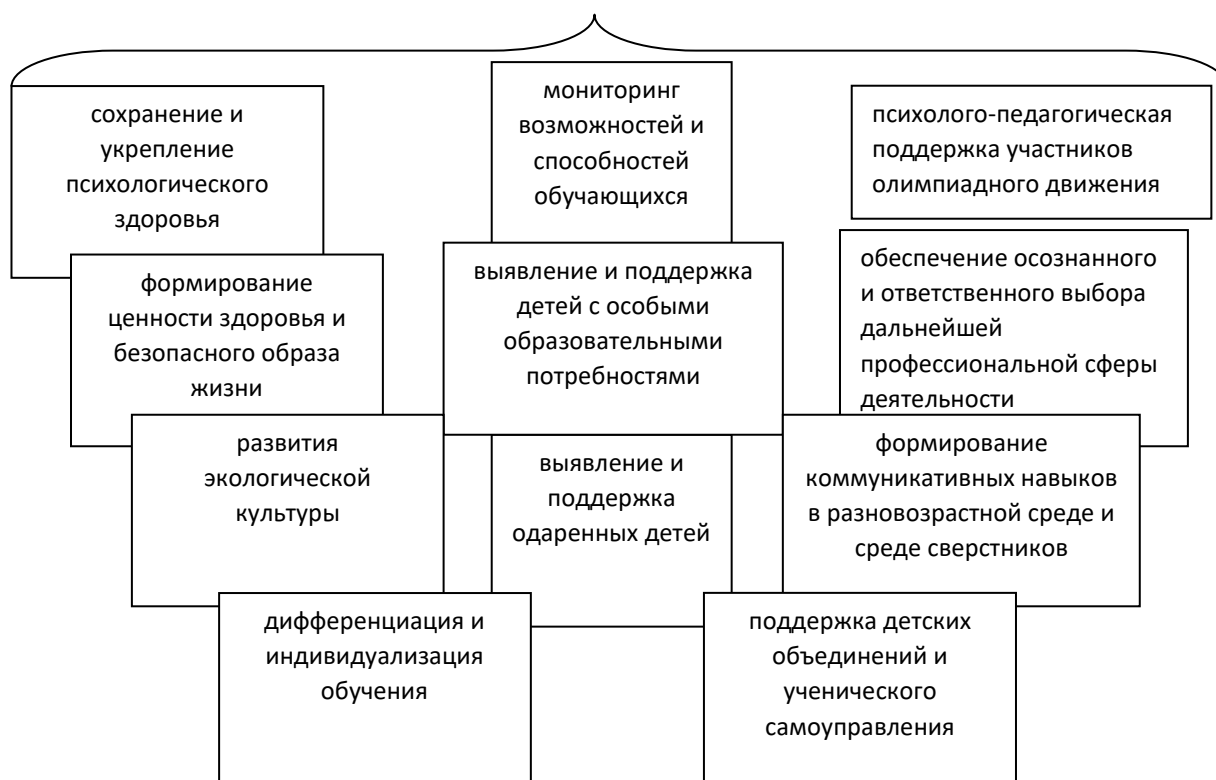 сохранение и
укрепление
психологического
здоровья
мониторинг
возможностей и
способностей
обучающихся
психолого-педагогическая
поддержка участников
олимпиадного движения
формирование
ценности здоровья и
безопасного образа
жизни
выявление и поддержка
детей с особыми
образовательными
потребностями
обеспечение осознанного
и ответственного выбора
дальнейшей
профессиональной сферы
деятельности
развития
экологической
культуры
выявление и
поддержка
одаренных детей
формирование
коммуникативных навыков
в разновозрастной среде и
среде сверстников
дифференциация и
индивидуализация
обучения
поддержка детских
объединений и
ученического
самоуправления